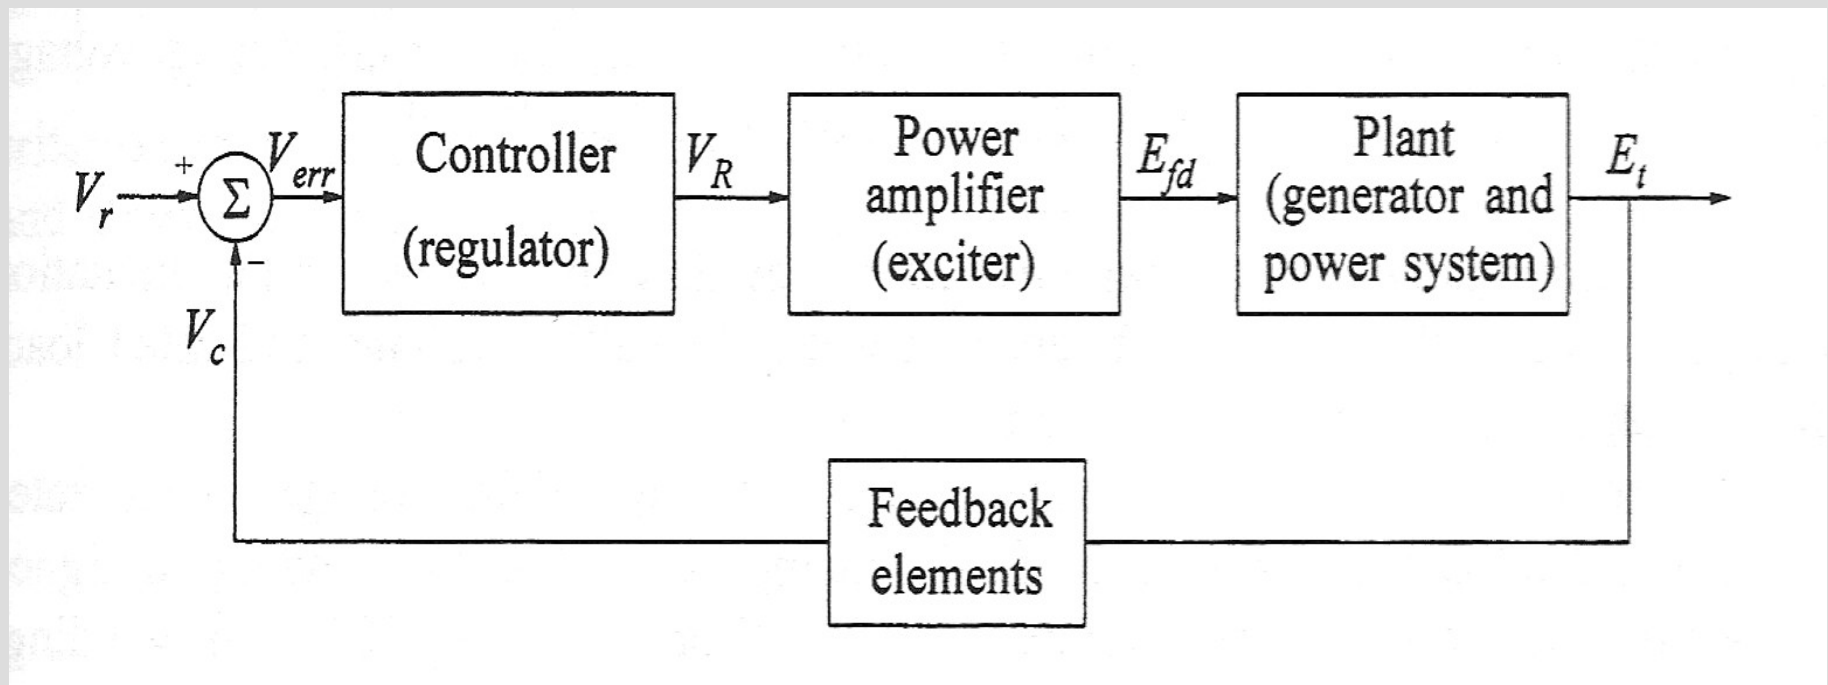 V_r
+
Σ
−
V_err
Controller
(regulator)
V_R
Power
amplifier
(exciter)
E_fd
Plant
(generator and
power system)
E_t
V_c
Feedback
elements